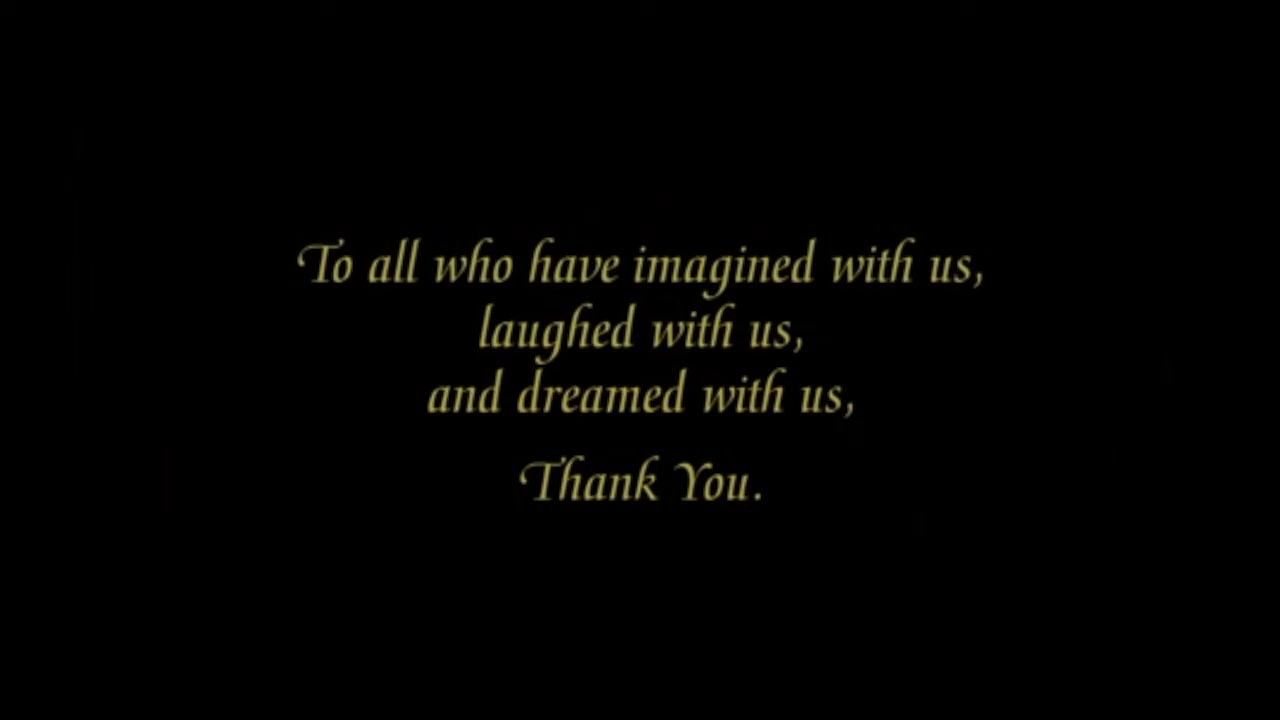 To all who have imagined with us,
laughed with us,
and dreamed with us,
Thank You.